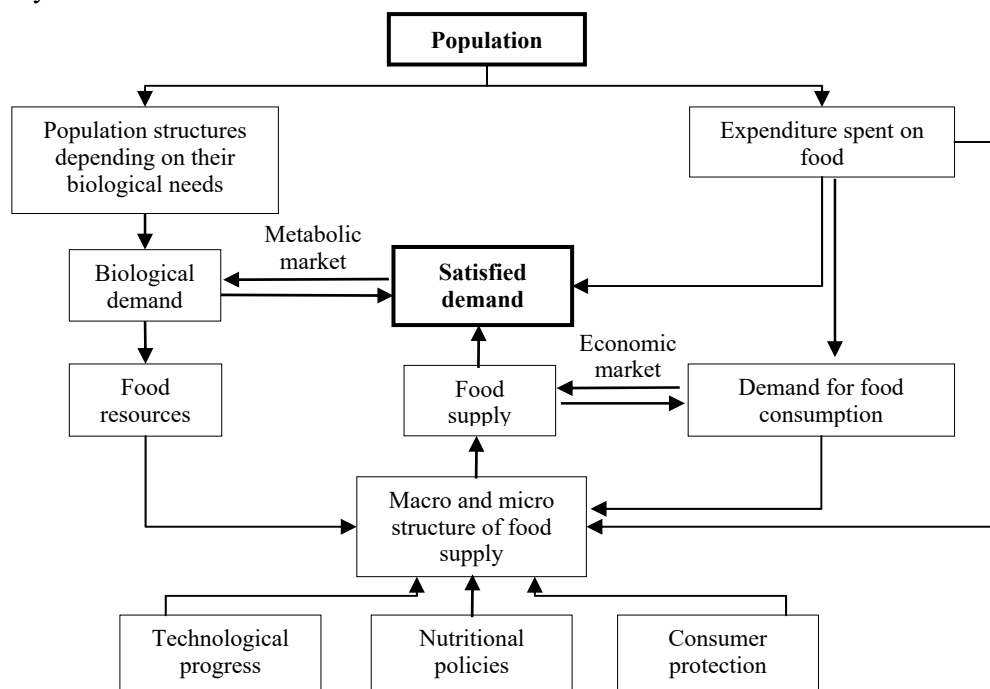 Population
Population structures
depending on their
biological needs
Expenditure spent on
food
Metabolic
market
Biological
demand
Satisfied
demand
Economic
market
Food
resources
Food
supply
Demand for food
consumption
Macro and micro
structure of food
supply
Technological
progress
Nutritional
policies
Consumer
protection